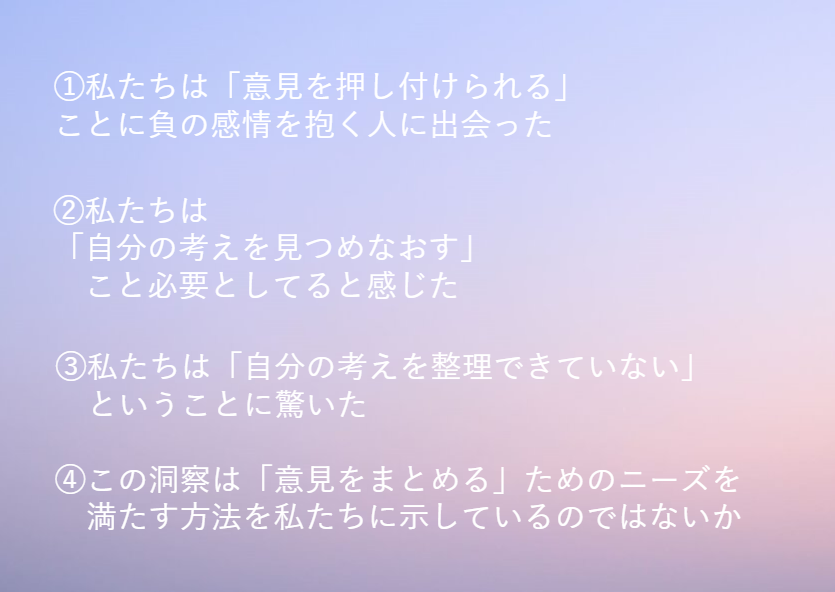 ①私たちは「意見を押し付けられる」
ことに負の感情を抱く人に出会った
②私たちは
「自分の考えを見つめなおす」
こと必要としてると感じた
③私たちは「自分の考えを整理できていない」
ということに驚いた
④この洞察は「意見をまとめる」ためのニーズを
満たす方法を私たちに示しているのではないか